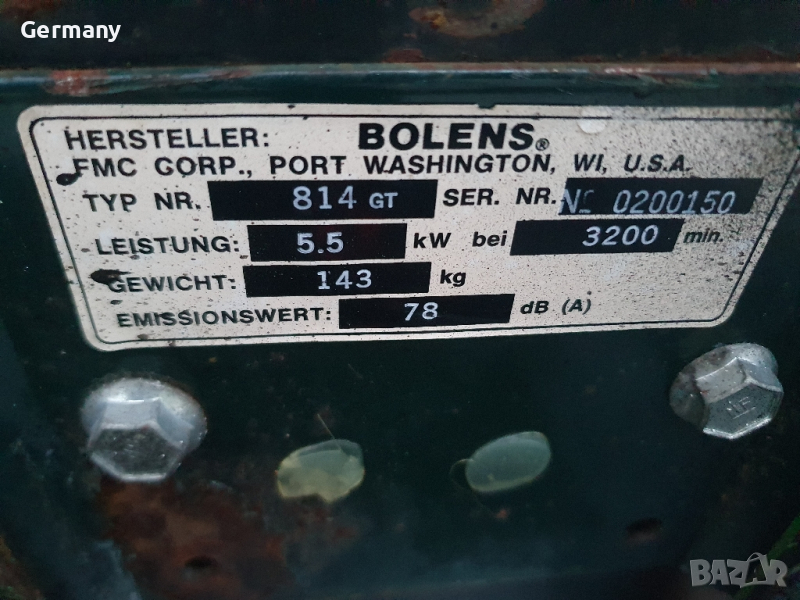 Germany
HERSTELLER: BOLENS®
FMC CORP., PORT WASHINGTON, WI, U.S.A.
TYP NR. 814 GT SER. NR. 0200150
LEISTUNG: 5.5 kW bei 3200 min.
GEWICHT: 143 kg
EMISSIONSWERT: 78 dB (A)
BAZAR